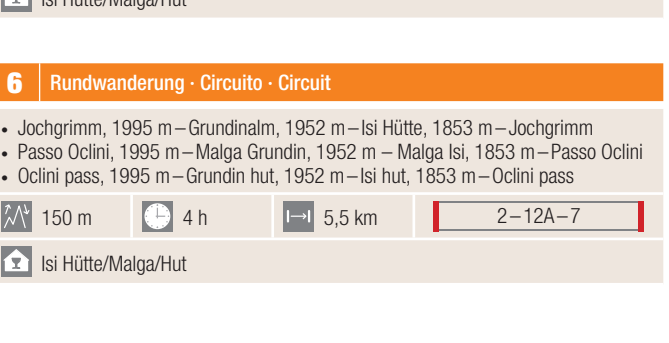 Isi Hütte/Malga/Hut
6 Rundwanderung · Circuito · Circuit
• Jochgrimm, 1995 m – Grundinalm, 1952 m – Isi Hütte, 1853 m – Jochgrimm
• Passo Oclini, 1995 m – Malga Grundin, 1952 m – Malga Isi, 1853 m – Passo Oclini
• Oclini pass, 1995 m – Grundin hut, 1952 m – Isi hut, 1853 m – Oclini pass
150 m 4 h 5,5 km 2–12A–7
Isi Hütte/Malga/Hut